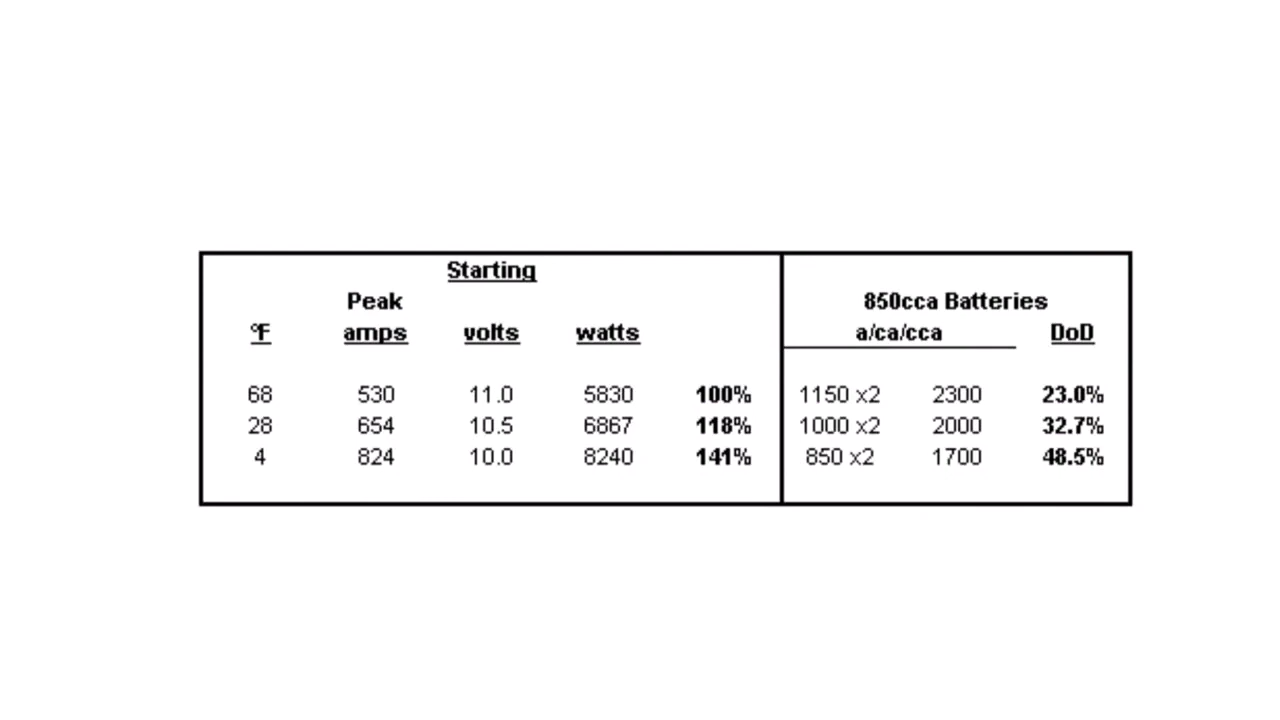 Starting
Peak 850cca Batteries
°F amps volts watts a/ca/cca DoD
68 530 11.0 5830 100% 1150 x2 2300 23.0%
28 654 10.5 6867 118% 1000 x2 2000 32.7%
4 824 10.0 8240 141% 850 x2 1700 48.5%